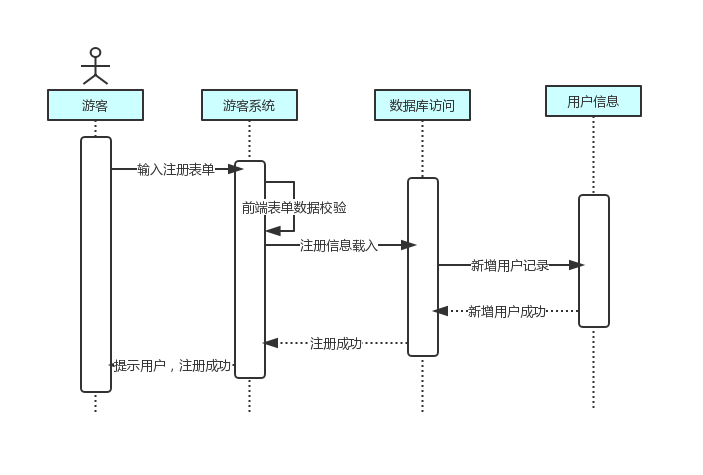 游客
游客系统
数据库访问
用户信息
输入注册表单
前端表单数据校验
注册信息载入
新增用户记录
新增用户成功
注册成功
提示用户，注册成功